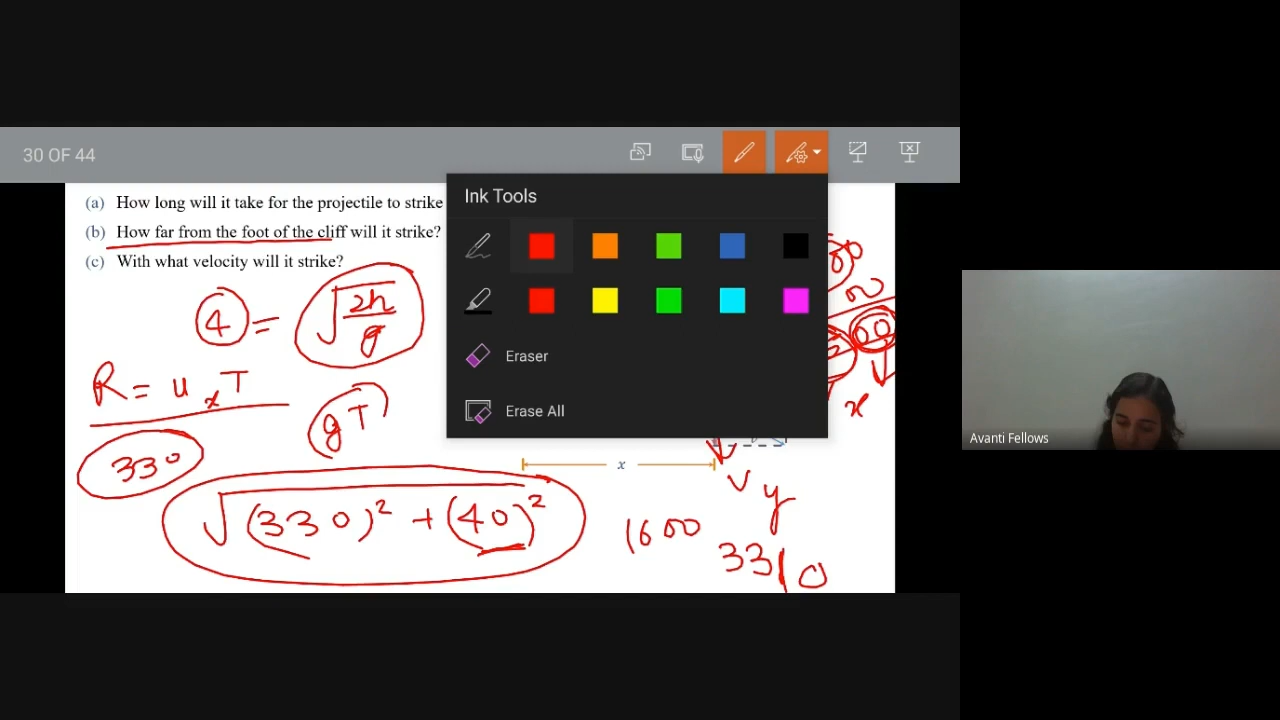 30 OF 44
Ink Tools
Eraser
Erase All
(a) How long will it take for the projectile to strike
(b) How far from the foot of the cliff will it strike?
(c) With what velocity will it strike?
4 = √(2h/g)
R = uₓT
gT
330
√((330)² + (40)²)
x
x
v y
1600
3310
Avanti Fellows